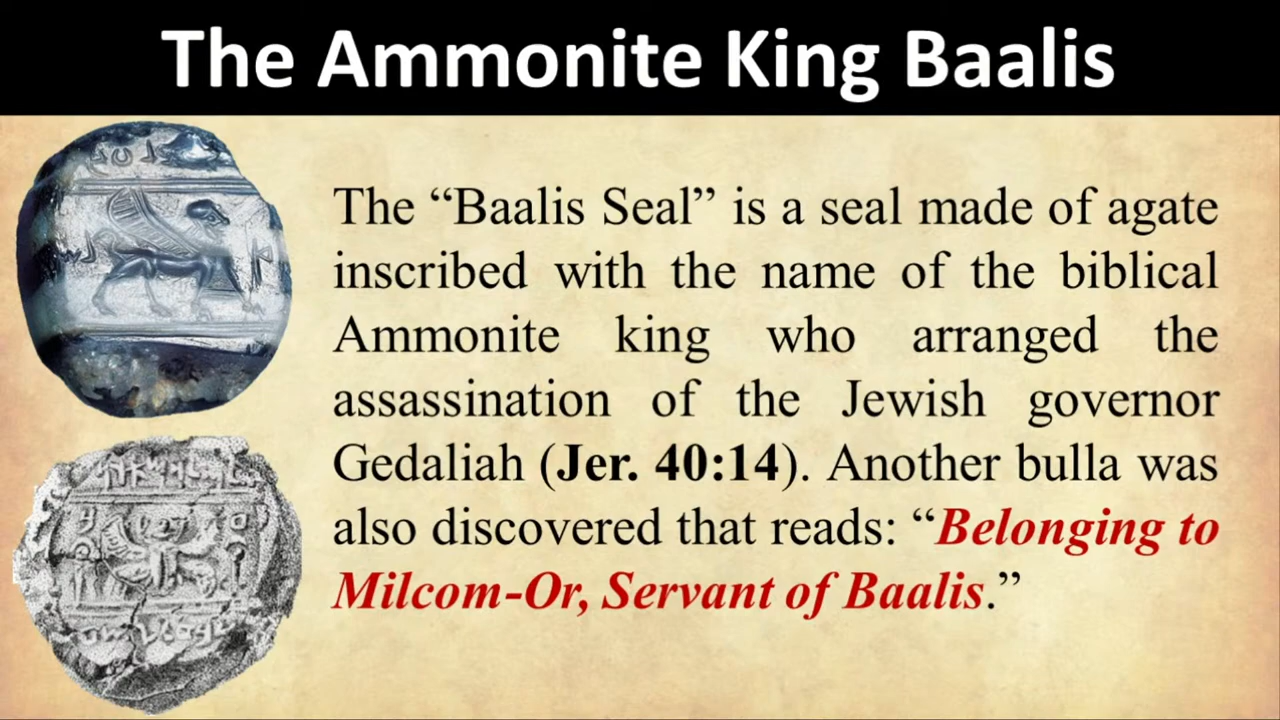 The Ammonite King Baalis
The “Baalis Seal” is a seal made of agate
inscribed with the name of the biblical
Ammonite king who arranged the
assassination of the Jewish governor
Gedaliah (Jer. 40:14). Another bulla was
also discovered that reads: “Belonging to
Milcom-Or, Servant of Baalis.”